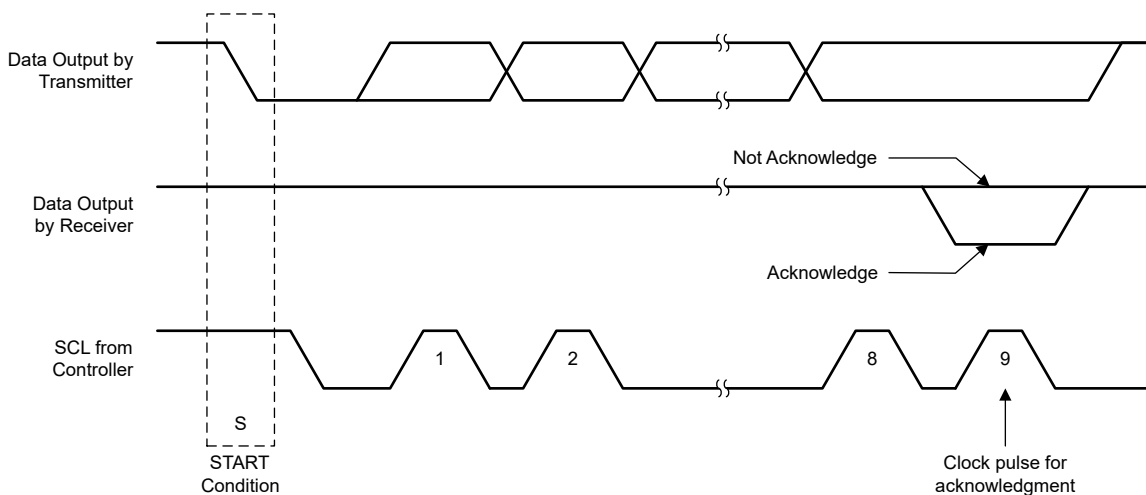 Data Output by
Transmitter
Not Acknowledge
Data Output
by Receiver
Acknowledge
SCL from
Controller
1
2
8
9
S
START
Condition
Clock pulse for
acknowledgment